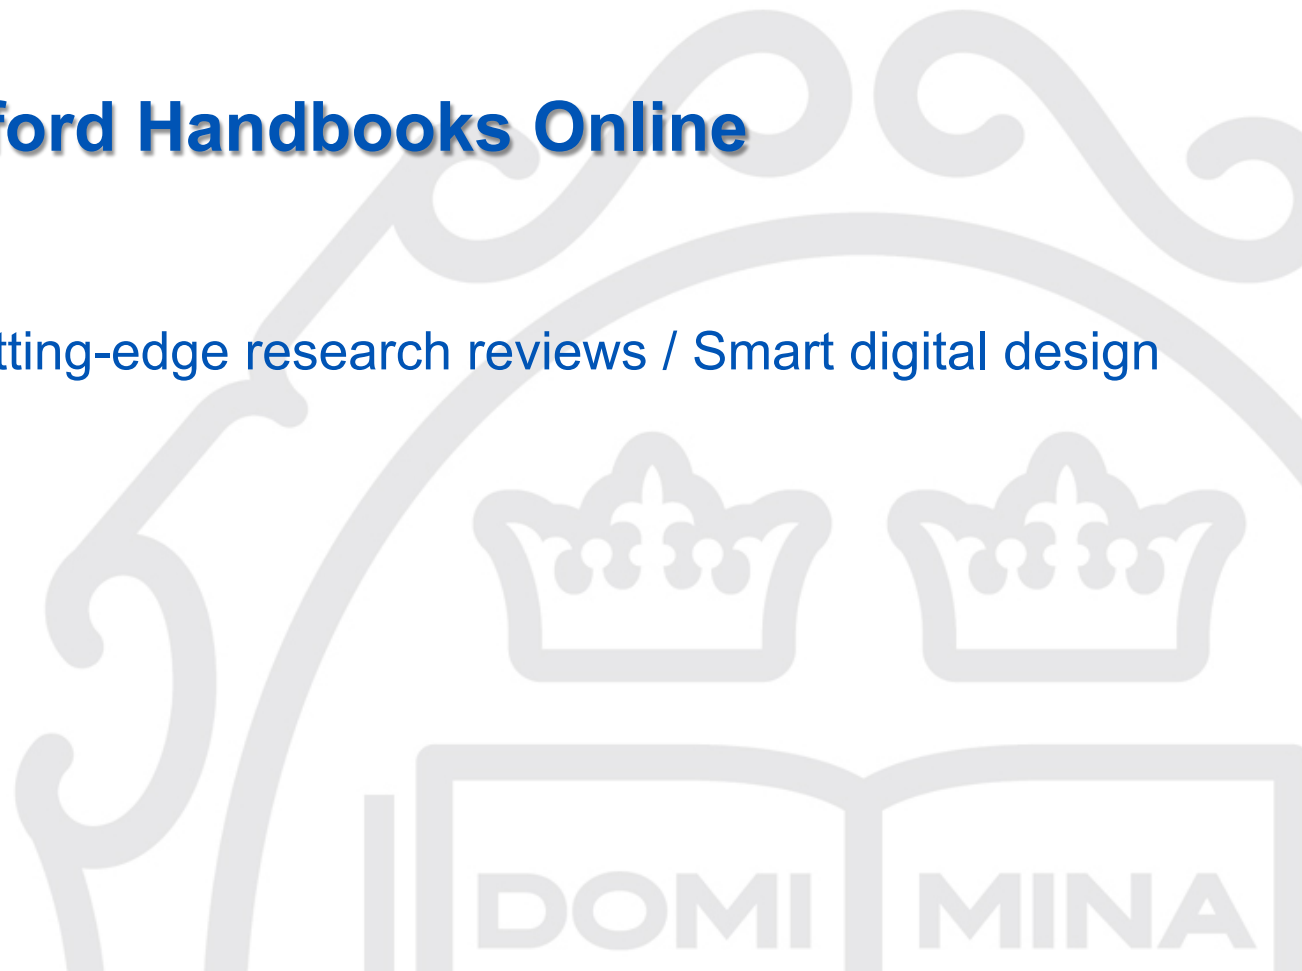 ford Handbooks Online
tting-edge research reviews / Smart digital design
DOMI MINA